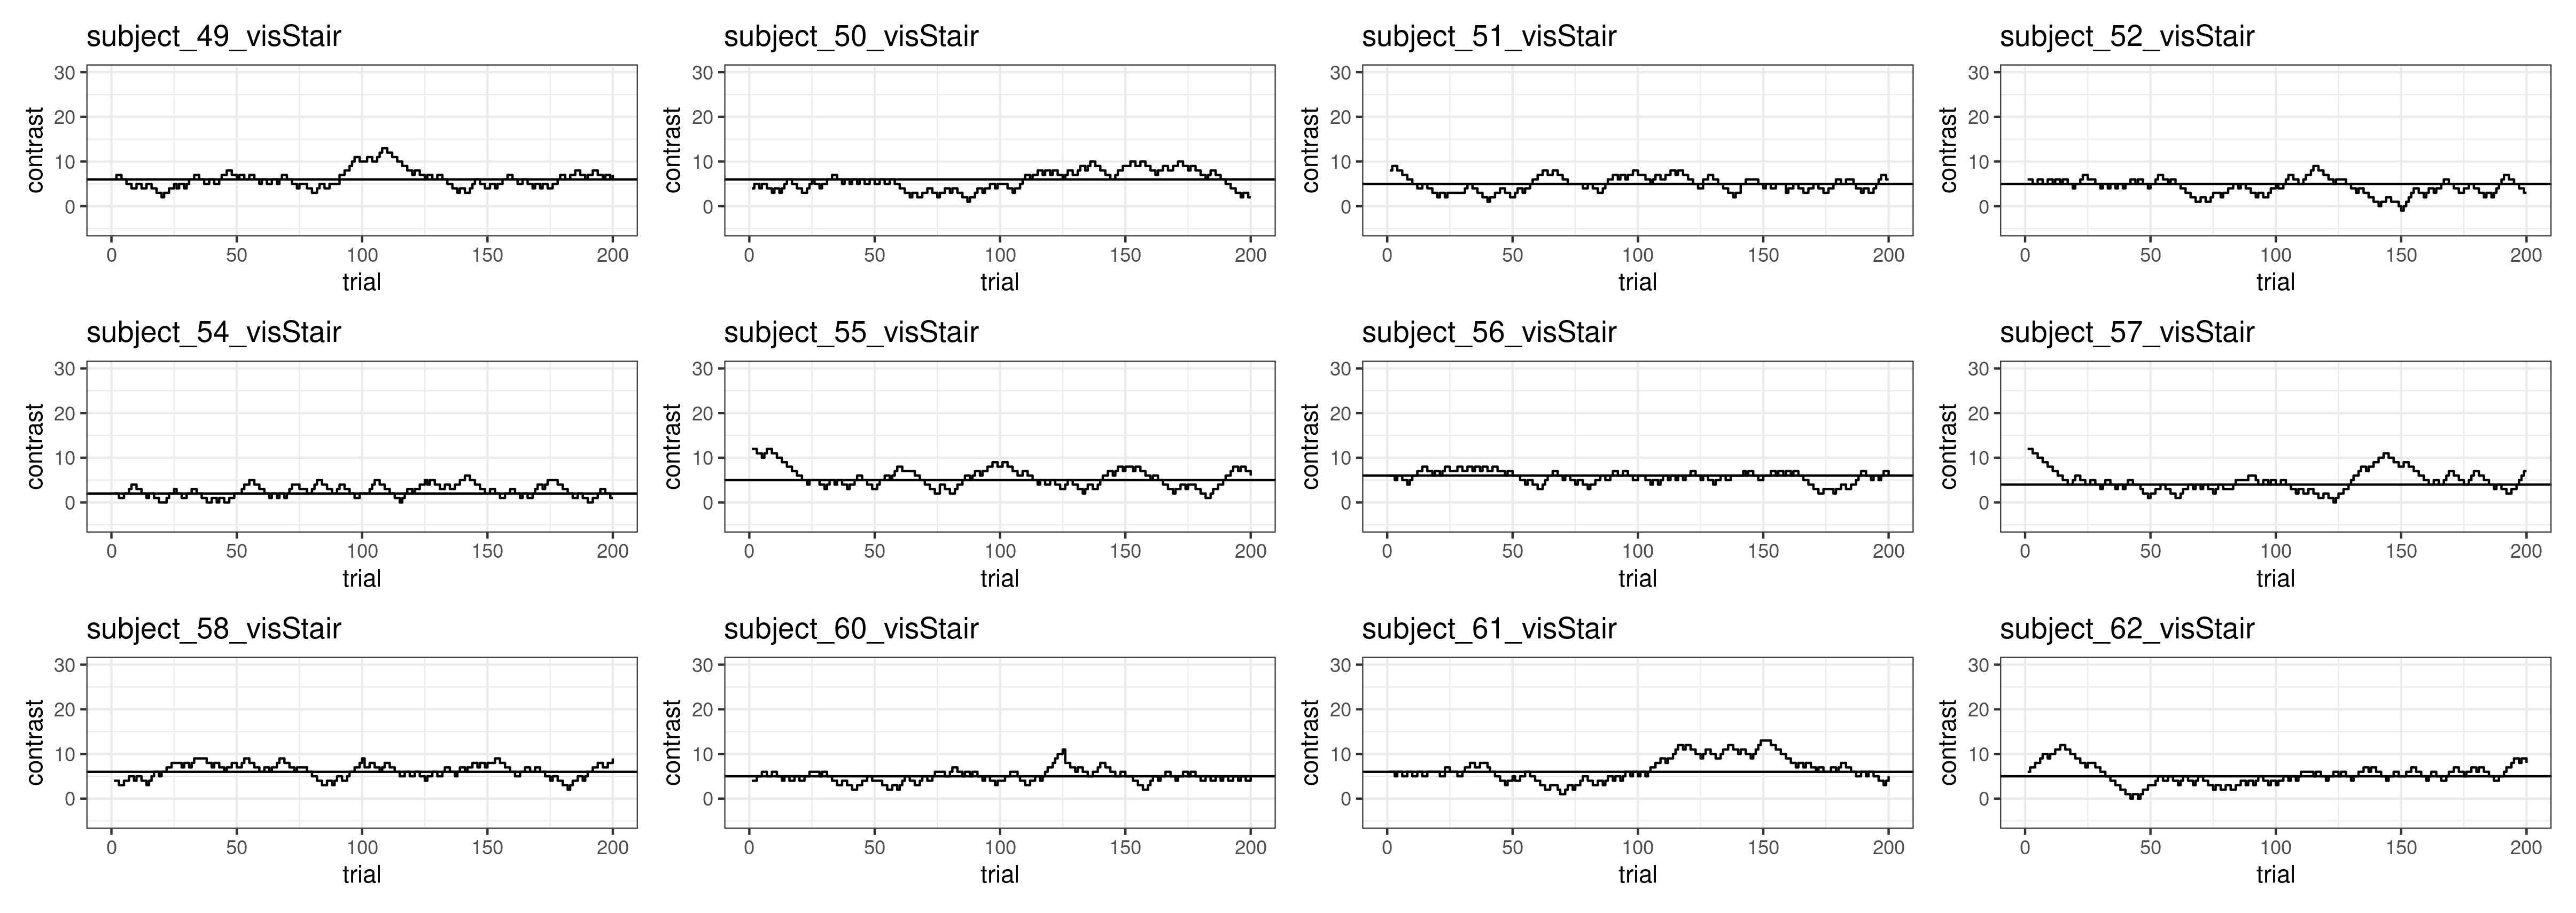 subject_49_visStair
subject_50_visStair
subject_51_visStair
subject_52_visStair
contrast
30
20
10
0
0 50 100 150 200
trial
contrast
30
20
10
0
0 50 100 150 200
trial
contrast
30
20
10
0
0 50 100 150 200
trial
contrast
30
20
10
0
0 50 100 150 200
trial
subject_54_visStair
subject_55_visStair
subject_56_visStair
subject_57_visStair
contrast
30
20
10
0
0 50 100 150 200
trial
contrast
30
20
10
0
0 50 100 150 200
trial
contrast
30
20
10
0
0 50 100 150 200
trial
contrast
30
20
10
0
0 50 100 150 200
trial
subject_58_visStair
subject_60_visStair
subject_61_visStair
subject_62_visStair
contrast
30
20
10
0
0 50 100 150 200
trial
contrast
30
20
10
0
0 50 100 150 200
trial
contrast
30
20
10
0
0 50 100 150 200
trial
contrast
30
20
10
0
0 50 100 150 200
trial